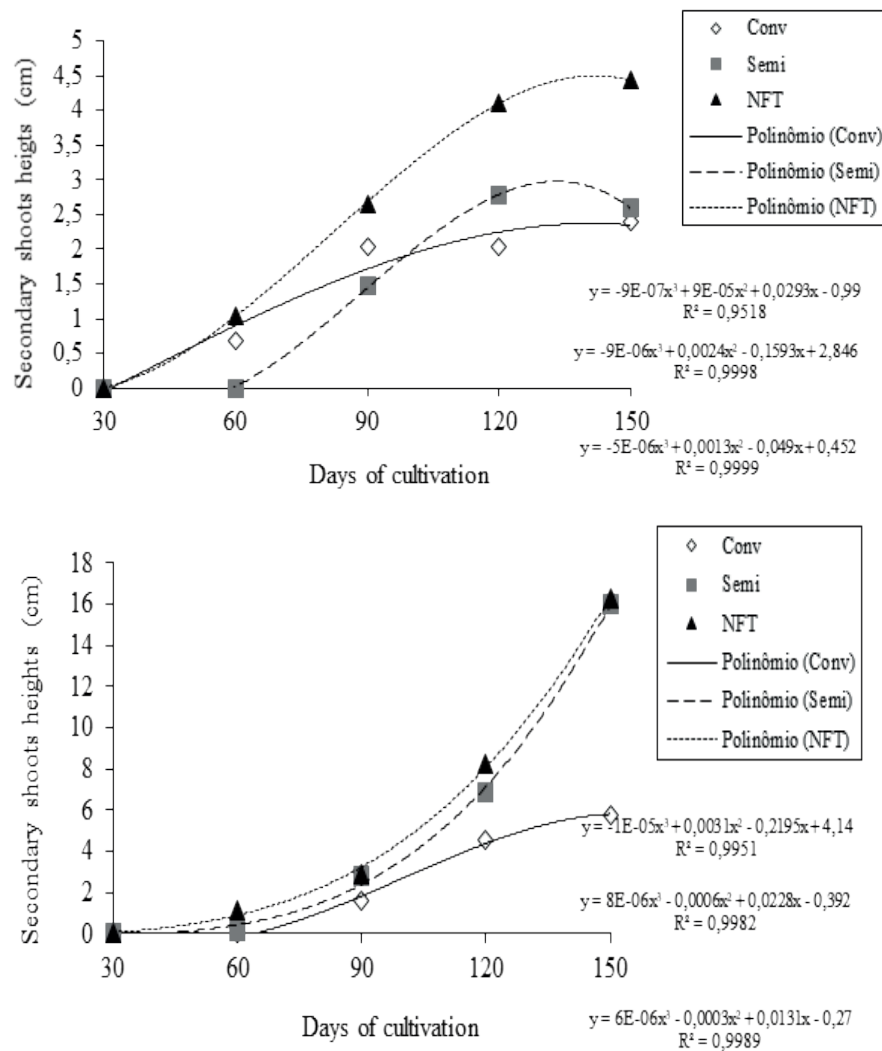 Conv
Semi
NFT
Polinômio (Conv)
Polinômio (Semi)
Polinômio (NFT)
Secondary shoots heigts (cm)
5
4,5
4
3,5
3
2,5
2
1,5
1
0,5
0
30 60 90 120 150
Days of cultivation
y = -9E-07x³ + 9E-05x² + 0,0293x - 0,99
R² = 0,9518
y = -9E-06x³ + 0,0024x² - 0,1593x + 2,846
R² = 0,9998
y = -5E-06x³ + 0,0013x² - 0,049x + 0,452
R² = 0,9999
Conv
Semi
NFT
Polinômio (Conv)
Polinômio (Semi)
Polinômio (NFT)
Secondary shoots heights (cm)
18
16
14
12
10
8
6
4
2
0
30 60 90 120 150
Days of cultivation
y = -1E-05x³ + 0,0031x² - 0,2195x + 4,14
R² = 0,9951
y = 8E-06x³ - 0,0006x² + 0,0228x - 0,392
R² = 0,9982
y = 6E-06x³ - 0,0003x² + 0,0131x - 0,27
R² = 0,9989